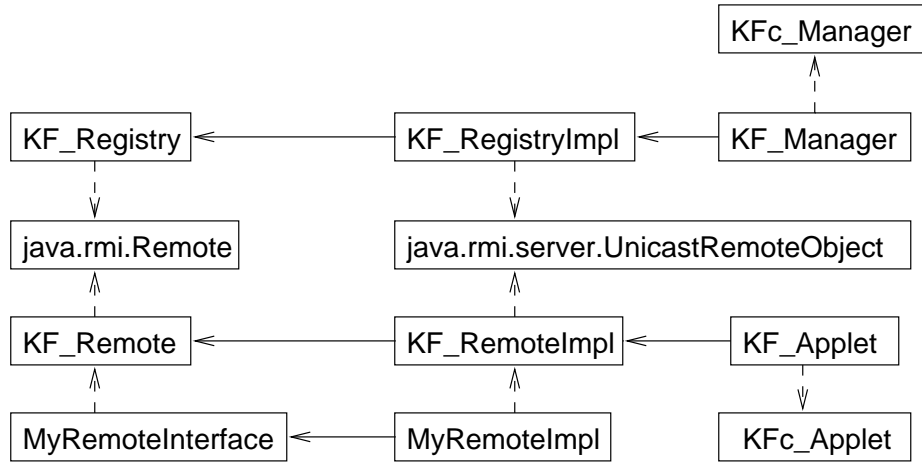 KFc_Manager
KF_Registry KF_RegistryImpl KF_Manager
java.rmi.Remote java.rmi.server.UnicastRemoteObject
KF_Remote KF_RemoteImpl KF_Applet
MyRemoteInterface MyRemoteImpl KFc_Applet